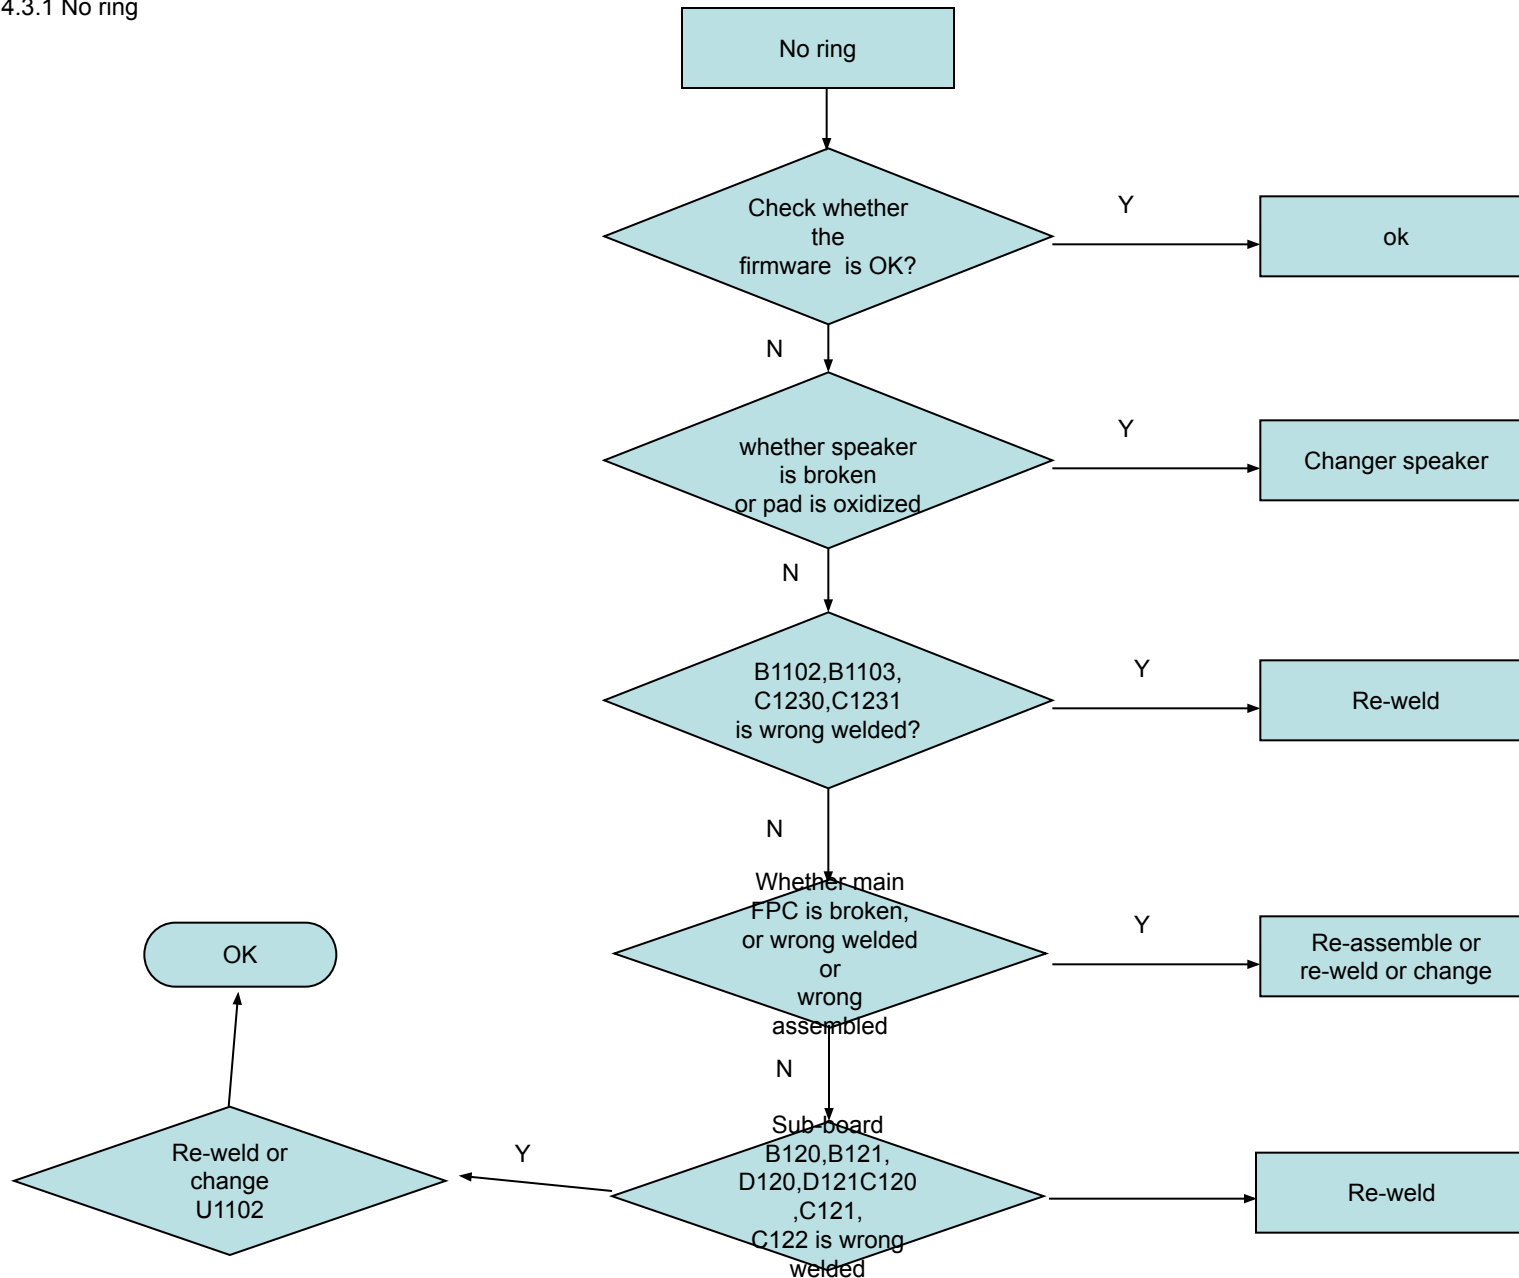 4.3.1 No ring
No ring
Check whether
the
firmware  is OK?
Y
ok
N
whether speaker
is broken
or pad is oxidized
Y
Changer speaker
N
B1102,B1103,
C1230,C1231
is wrong welded?
Y
Re-weld
N
Whether main
FPC is broken,
or wrong welded
or
wrong
assembled
Y
Re-assemble or
re-weld or change
OK
N
Sub-board
B120,B121,
D120,D121C120
,C121,
C122 is wrong
welded
Y
Re-weld or
change
U1102
Re-weld